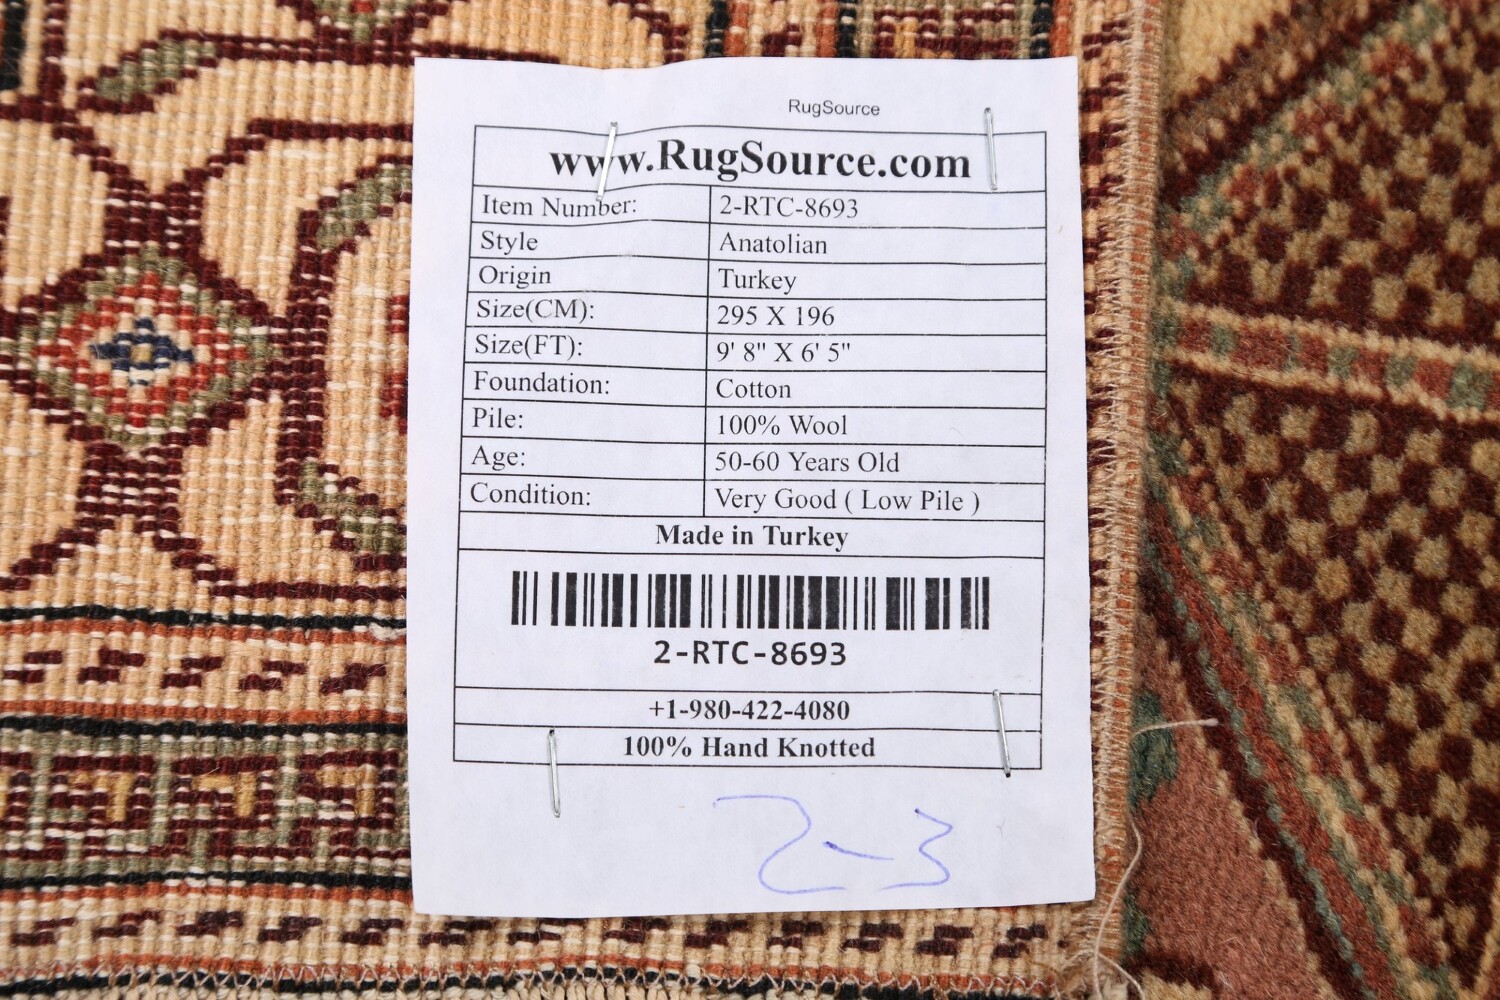 RugSource
www.RugSource.com
Item Number: 2-RTC-8693
Style Anatolian
Origin Turkey
Size(CM): 295 X 196
Size(FT): 9' 8" X 6' 5"
Foundation: Cotton
Pile: 100% Wool
Age: 50-60 Years Old
Condition: Very Good ( Low Pile )
Made in Turkey
2-RTC-8693
+1-980-422-4080
100% Hand Knotted
2-3